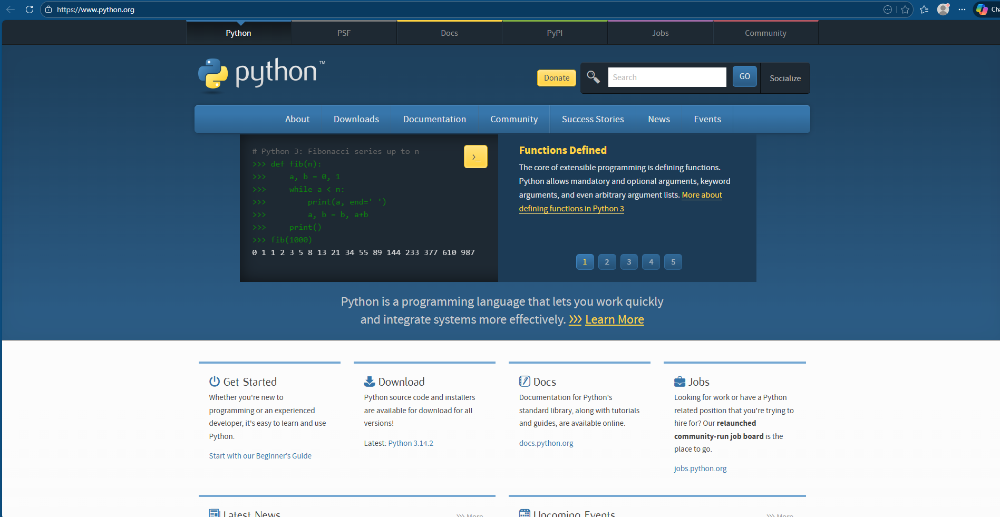 https://www.python.org
Cha
Python PSF Docs PyPI Jobs Community
python™
Donate Search GO Socialize
About Downloads Documentation Community Success Stories News Events
# Python 3: Fibonacci series up to n
>>> def fib(n):
>>>     a, b = 0, 1
>>>     while a < n:
>>>         print(a, end=' ')
>>>         a, b = b, a+b
>>>     print()
>>> fib(1000)
0 1 1 2 3 5 8 13 21 34 55 89 144 233 377 610 987
>_
Functions Defined
The core of extensible programming is defining functions.
Python allows mandatory and optional arguments, keyword
arguments, and even arbitrary argument lists. More about
defining functions in Python 3
1 2 3 4 5
Python is a programming language that lets you work quickly
and integrate systems more effectively. >>> Learn More
Get Started
Whether you're new to
programming or an experienced
developer, it's easy to learn and use
Python.
Start with our Beginner’s Guide
Download
Python source code and installers
are available for download for all
versions!
Latest: Python 3.14.2
Docs
Documentation for Python's
standard library, along with tutorials
and guides, are available online.
docs.python.org
Jobs
Looking for work or have a Python
related position that you're trying to
hire for? Our relaunched
community-run job board is the
place to go.
jobs.python.org
Latest News
>>> More
Upcoming Events
>>> More